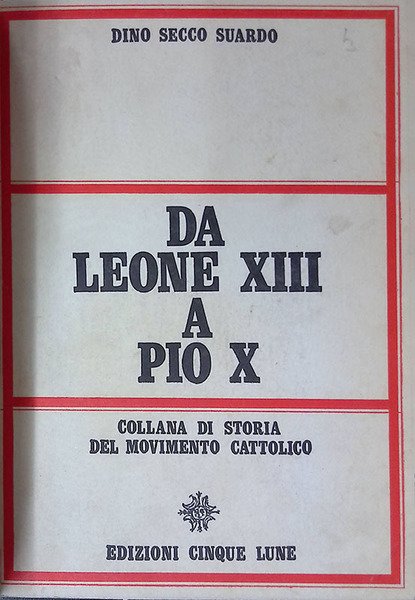 DINO SECCO SUARDO
DA
LEONE XIII
A
PIO X
COLLANA DI STORIA
DEL MOVIMENTO CATTOLICO
EDIZIONI CINQUE LUNE